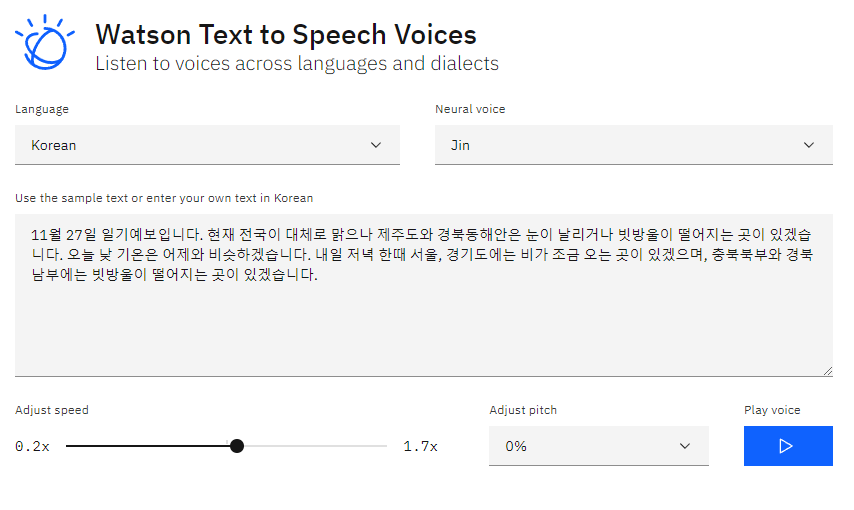 Watson Text to Speech Voices
Listen to voices across languages and dialects
Language
Neural voice
Korean
Jin
Use the sample text or enter your own text in Korean
11월 27일 일기예보입니다. 현재 전국이 대체로 맑으나 제주도와 경북동해안은 눈이 날리거나 빗방울이 떨어지는 곳이 있겠습
니다. 오늘 낮 기온은 어제와 비슷하겠습니다. 내일 저녁 한때 서울, 경기도에는 비가 조금 오는 곳이 있겠으며, 충북북부와 경북
남부에는 빗방울이 떨어지는 곳이 있겠습니다.
Adjust speed
Adjust pitch
Play voice
0.2x
1.7x
0%